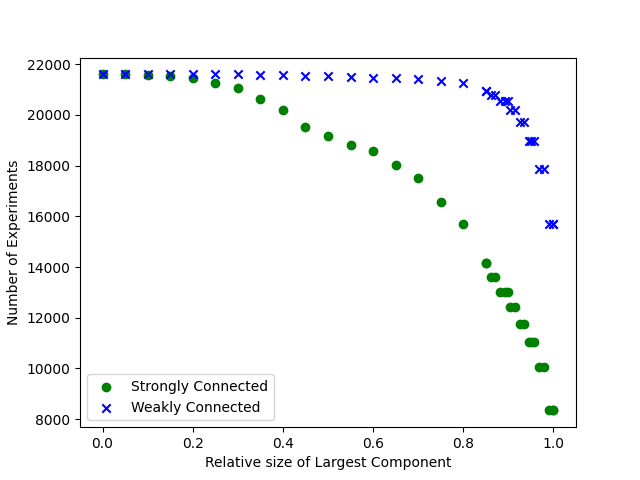 22000
20000
18000
16000
14000
12000
10000
8000
Number of Experiments
Strongly Connected
Weakly Connected
0.0 0.2 0.4 0.6 0.8 1.0
Relative size of Largest Component